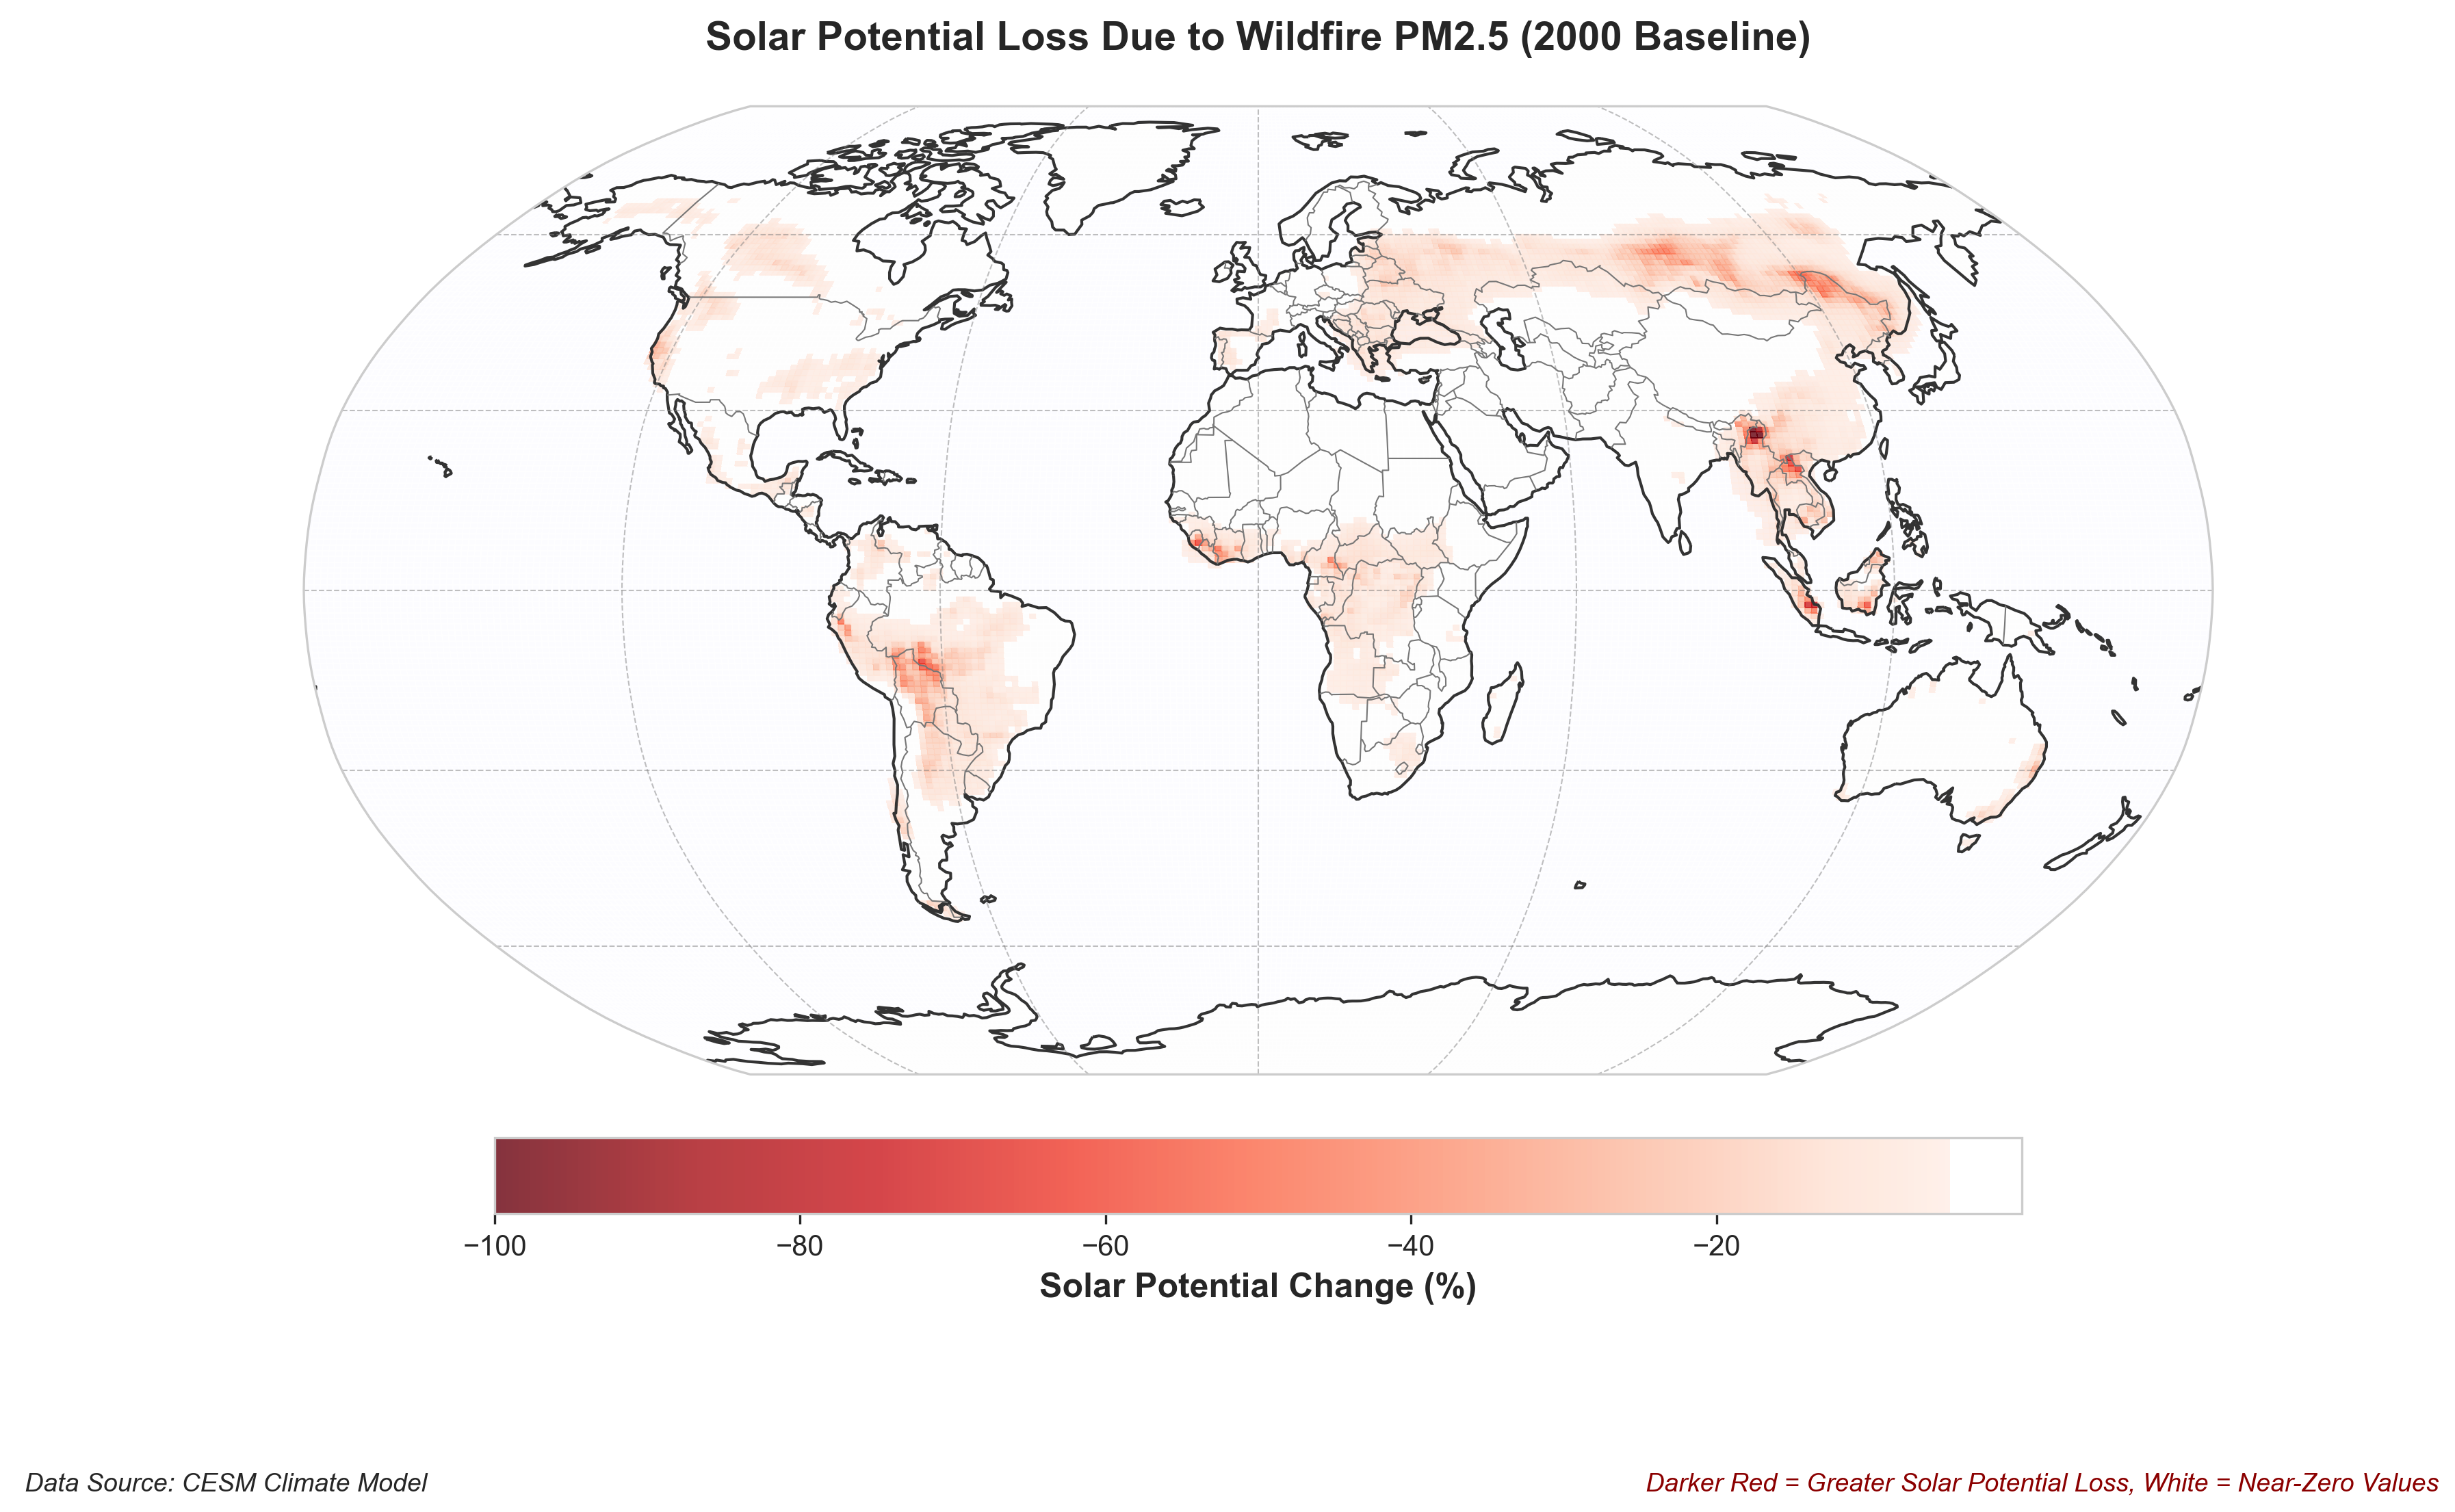 Solar Potential Loss Due to Wildfire PM2.5 (2000 Baseline)
−100 −80 −60 −40 −20
Solar Potential Change (%)
Data Source: CESM Climate Model
Darker Red = Greater Solar Potential Loss, White = Near-Zero Values